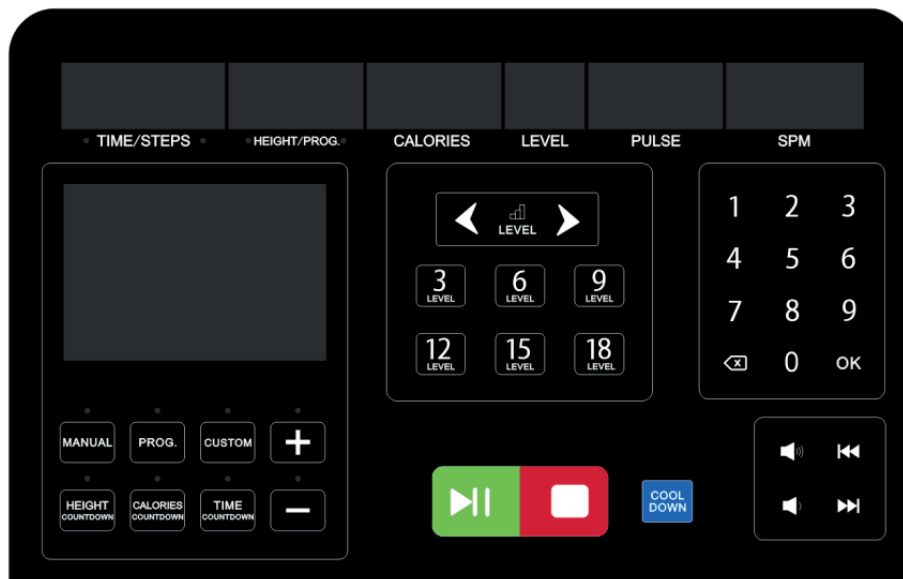 TIME/STEPS HEIGHT/PROG. CALORIES LEVEL PULSE SPM
LEVEL
3 LEVEL
6 LEVEL
9 LEVEL
12 LEVEL
15 LEVEL
18 LEVEL
1 2 3
4 5 6
7 8 9
0 OK
MANUAL
PROG.
CUSTOM
+
HEIGHT
COUNTDOWN
CALORIES
COUNTDOWN
TIME
COUNTDOWN
−
COOL
DOWN